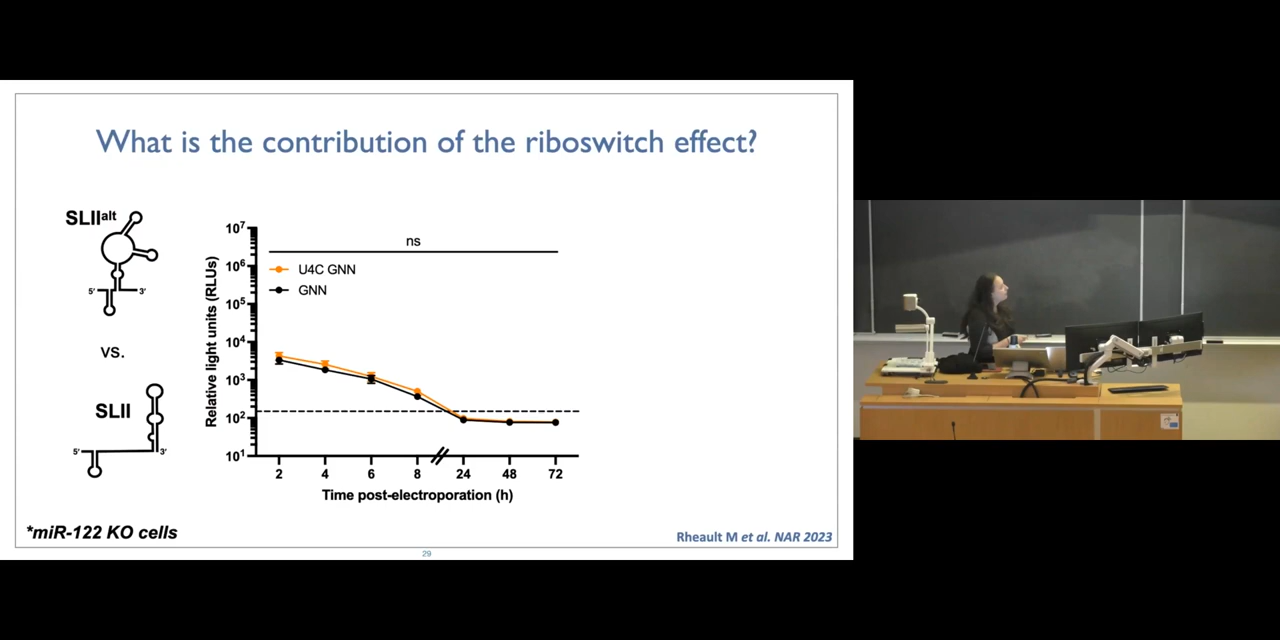 What is the contribution of the riboswitch effect?
SLIIalt
5'
3'
vs.
SLII
5'
3'
*miR-122 KO cells
Relative light units (RLUs)
10⁷
10⁶
10⁵
10⁴
10³
10²
10¹
ns
U4C GNN
GNN
2 4 6 8 24 48 72
Time post-electroporation (h)
Rheault M et al. NAR 2023
29